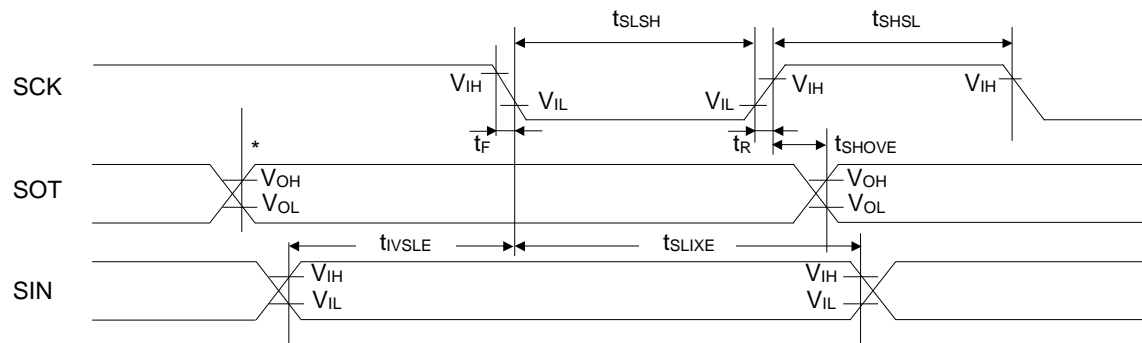 tSLSH
tSHSL
SCK
VIH
VIL
VIL
VIH
VIH
tF
tR
tSHOVE
*
SOT
VOH
VOL
VOH
VOL
tIVSLE
tSLIXE
SIN
VIH
VIL
VIH
VIL